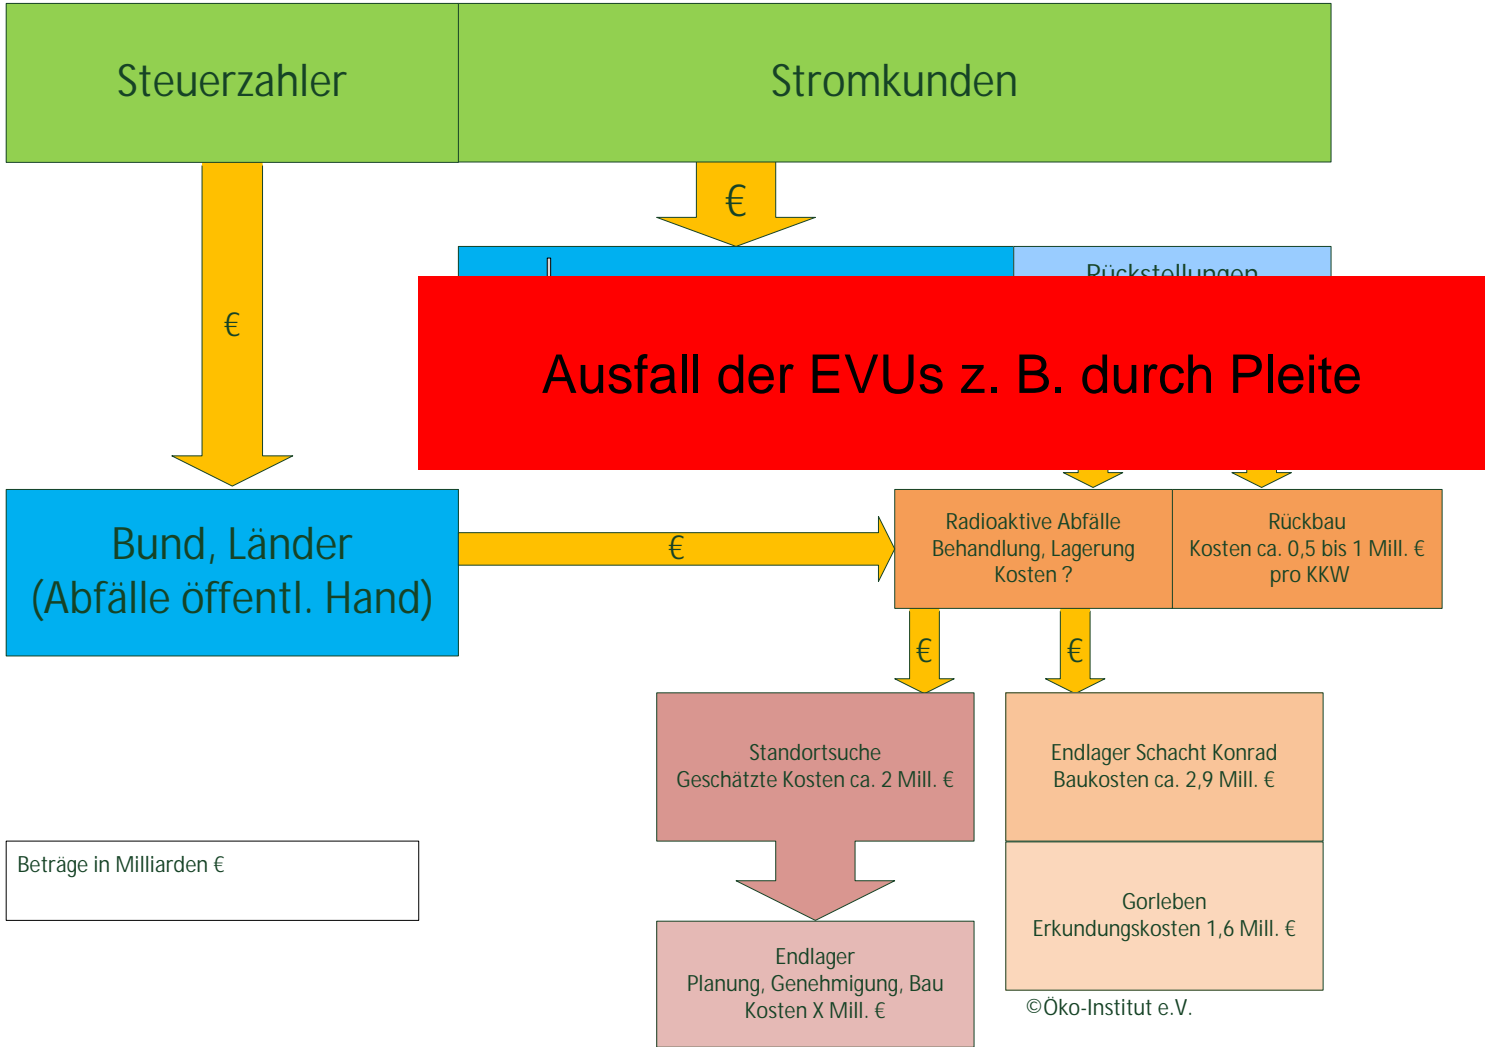 Steuerzahler
Stromkunden
€
Rückstellungen
€
Ausfall der EVUs z. B. durch Pleite
Bund, Länder
(Abfälle öffentl. Hand)
€
Radioaktive Abfälle
Behandlung, Lagerung
Kosten ?
Rückbau
Kosten ca. 0,5 bis 1 Mill. €
pro KKW
€
€
Standortsuche
Geschätzte Kosten ca. 2 Mill. €
Endlager Schacht Konrad
Baukosten ca. 2,9 Mill. €
Beträge in Milliarden €
Gorleben
Erkundungskosten 1,6 Mill. €
Endlager
Planung, Genehmigung, Bau
Kosten X Mill. €
©Öko-Institut e.V.